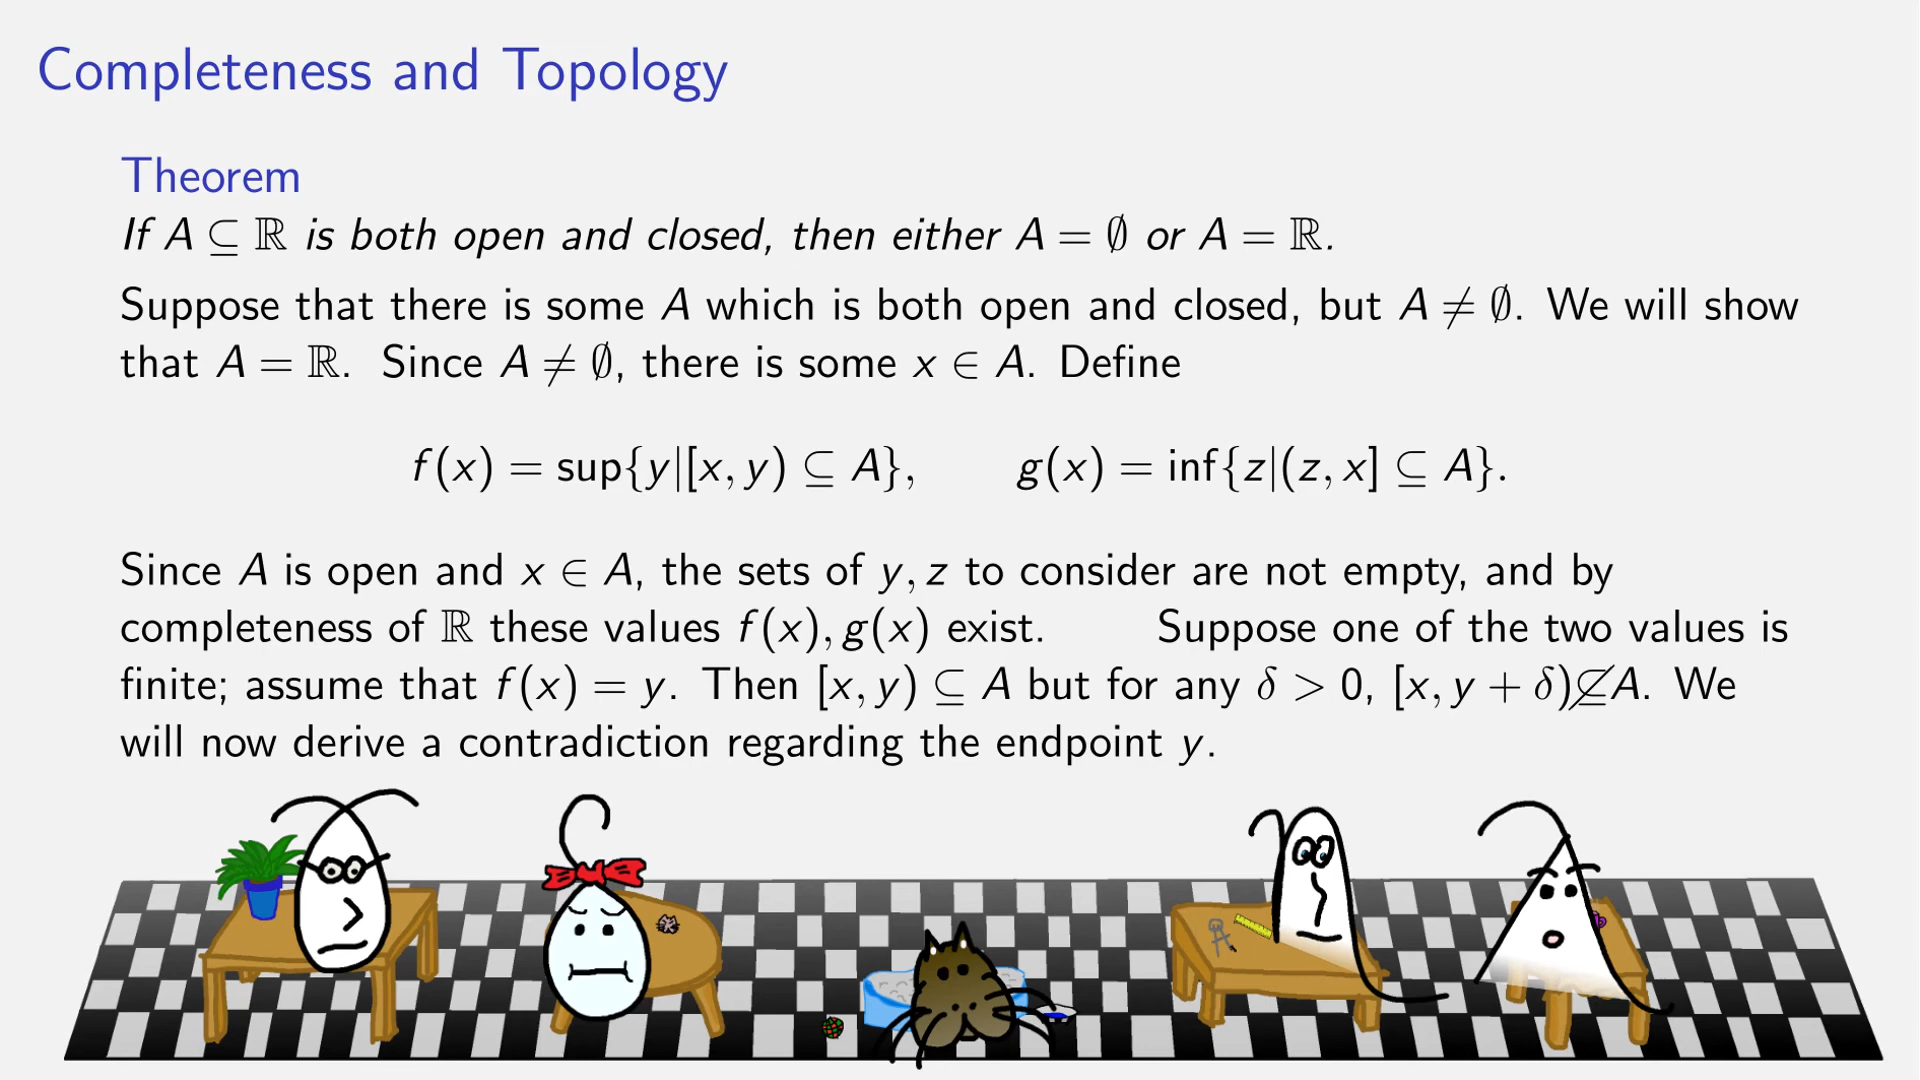 Completeness and Topology
Theorem
If A ⊆ ℝ is both open and closed, then either A = ∅ or A = ℝ.
Suppose that there is some A which is both open and closed, but A ≠ ∅. We will show
that A = ℝ. Since A ≠ ∅, there is some x ∈ A. Define
f(x) = sup{y|[x, y) ⊆ A}, g(x) = inf{z|(z, x] ⊆ A}.
Since A is open and x ∈ A, the sets of y, z to consider are not empty, and by
completeness of ℝ these values f(x), g(x) exist. Suppose one of the two values is
finite; assume that f(x) = y. Then [x, y) ⊆ A but for any δ > 0, [x, y + δ)⊈A. We
will now derive a contradiction regarding the endpoint y.